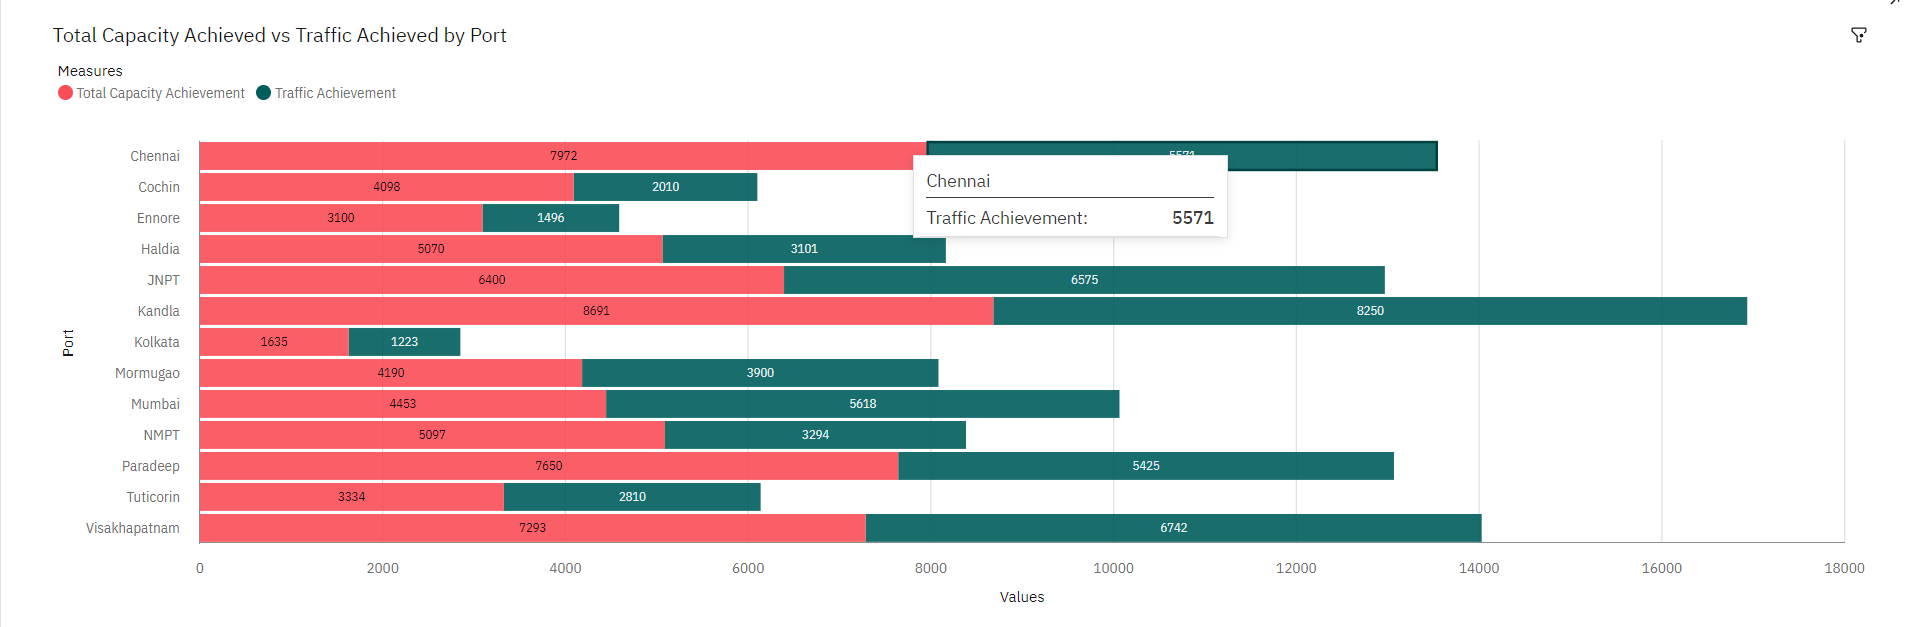 Total Capacity Achieved vs Traffic Achieved by Port
Measures
Total Capacity Achievement Traffic Achievement
Chennai 7972 5571
Cochin 4098 2010
Chennai
Ennore 3100 1496
Traffic Achievement: 5571
Haldia 5070 3101
JNPT 6400 6575
Kandla 8691 8250
Kolkata 1635 1223
Port
Mormugao 4190 3900
Mumbai 4453 5618
NMPT 5097 3294
Paradeep 7650 5425
Tuticorin 3334 2810
Visakhapatnam 7293 6742
0 2000 4000 6000 8000 10000 12000 14000 16000 18000
Values